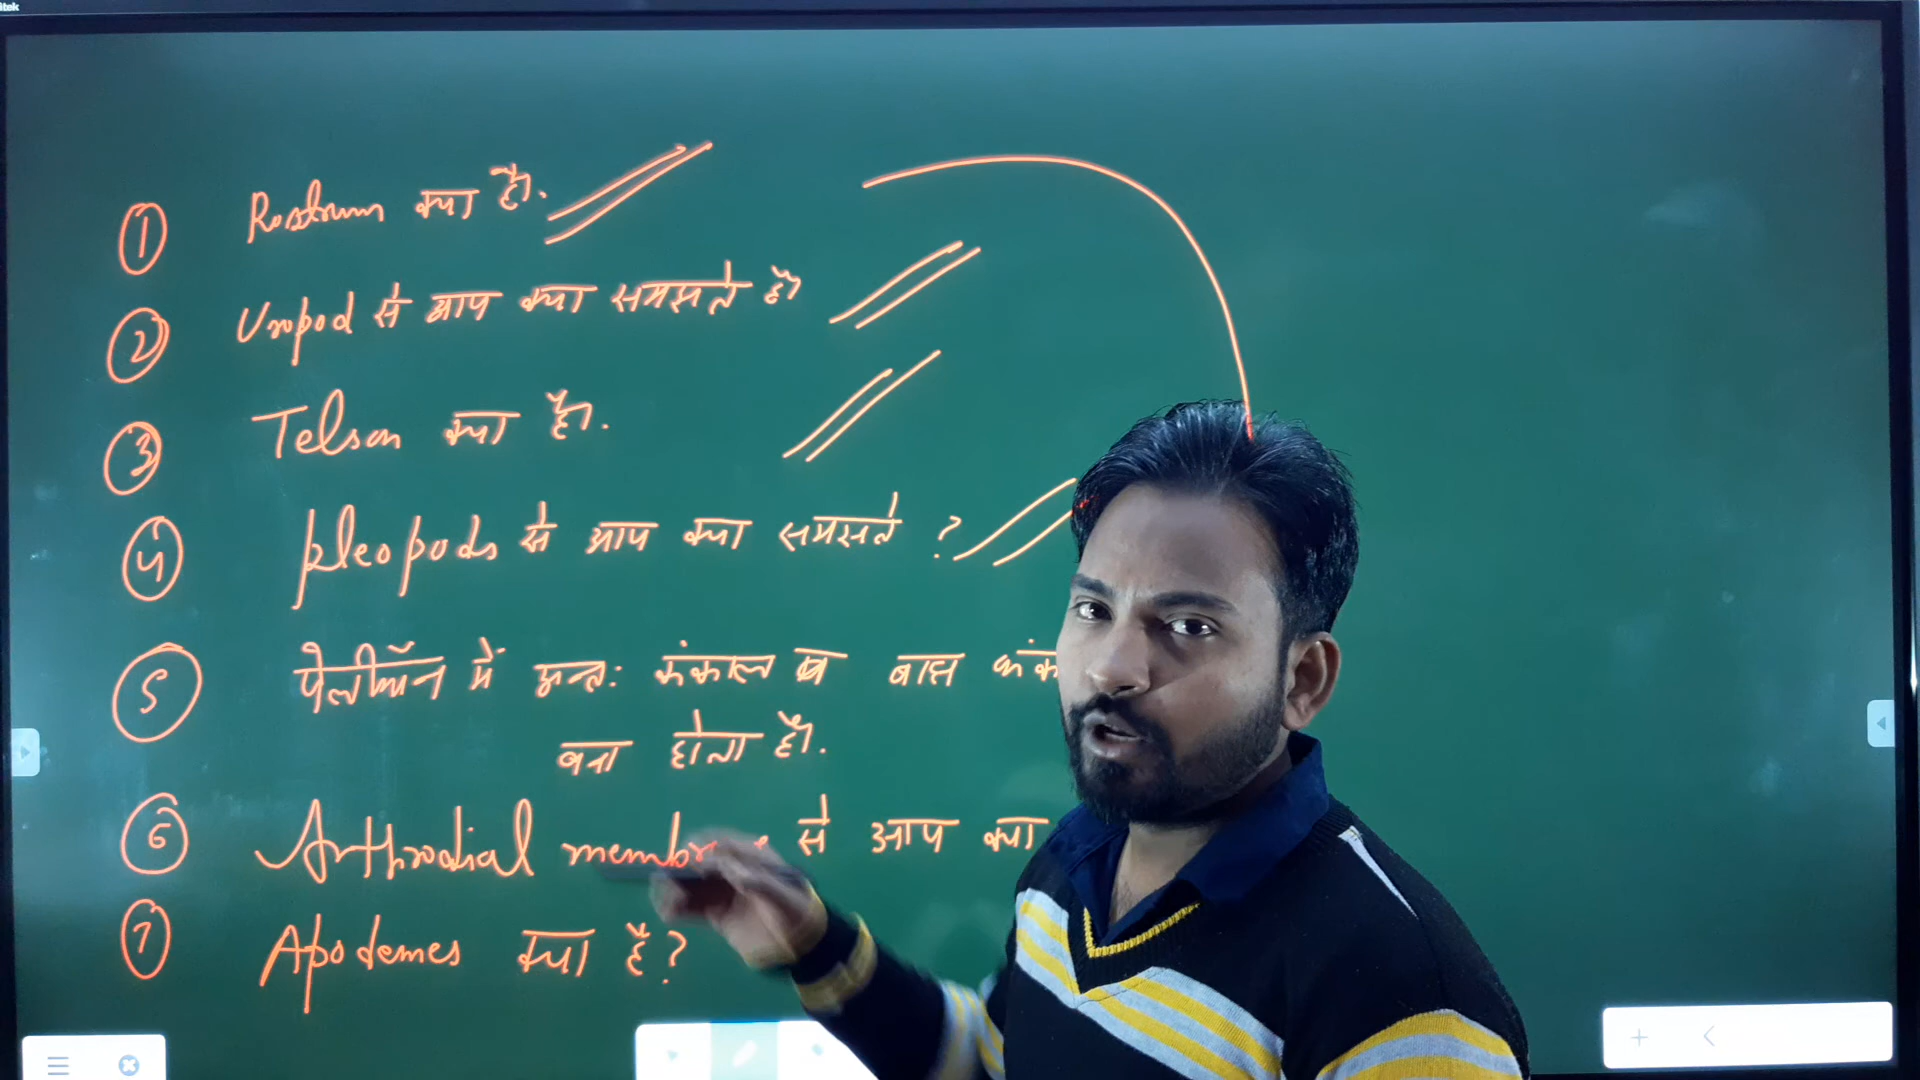 ① Rostrum क्या है।
② Uropod से आप क्या समझते है।
③ Telson क्या है।
④ pleopods से आप क्या समझते ?
⑤ पेलीमॉन में अन्त: कंकाल व बाह्य कंक
बना होता है।
⑥ Arthrodial से आप क्या
⑦ Apodemes क्या है?